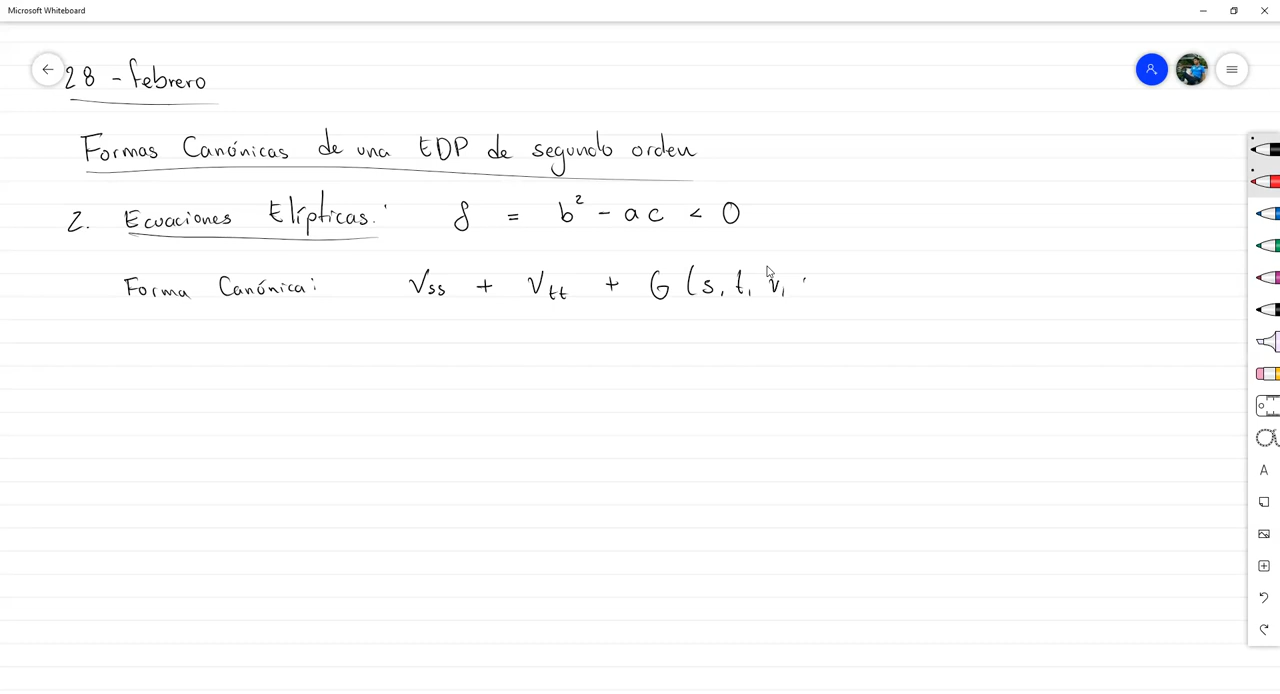 Microsoft Whiteboard
28 - febrero
Formas Canónicas de una EDP de segundo orden
2. Ecuaciones Elípticas: δ = b² - ac < 0
Forma Canónica: Vss + Vtt + G (s, t, v,
A